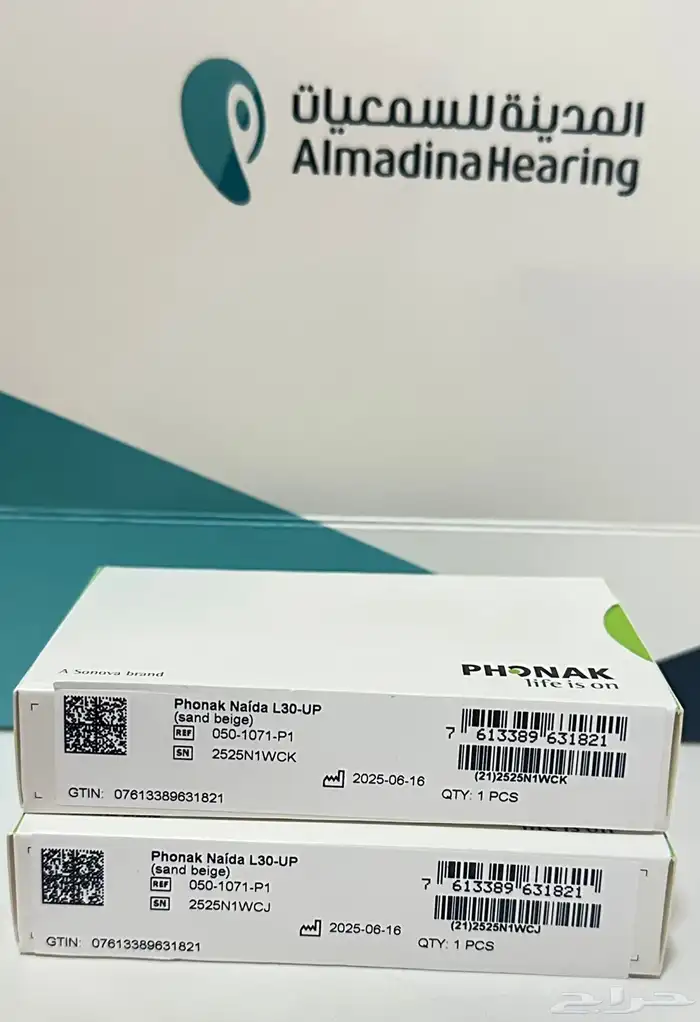 المدينة للسمعيات
Almadina Hearing
A Sonova brand
PHONAK
life is on
Phonak Naída L30-UP
(sand beige)
REF 050-1071-P1
SN 2525N1WCK
2025-06-16
GTIN: 07613389631821
7 613389 631821
(21)2525N1WCK
QTY: 1 PCS
life is on
Phonak Naída L30-UP
(sand beige)
REF 050-1071-P1
SN 2525N1WCJ
2025-06-16
GTIN: 07613389631821
7 613389 631821
(21)2525N1WCJ
QTY: 1 PCS
حراج